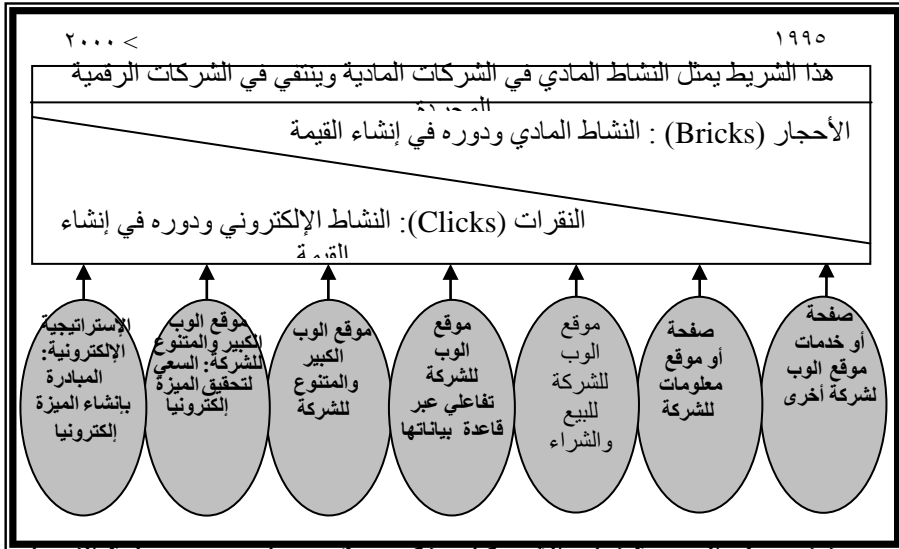 ١٩٩٥
> ٢٠٠٠
هذا الشريط يمثل النشاط المادي في الشركات المادية وينتفي في الشركات الرقمية
الأحجار (Bricks) : النشاط المادي ودوره في إنشاء القيمة
النقرات (Clicks): النشاط الإلكتروني ودوره في إنشاء
القيمة
صفحة
أو خدمات
موقع الوب
لشركة أخرى
صفحة
أو موقع
معلومات
للشركة
موقع
الوب
للشركة
للبيع
والشراء
موقع
الوب
للشركة
تفاعلي عبر
قاعدة بياناتها
موقع الوب
الكبير
والمتنوع
للشركة
موقع الوب
الكبير والمتنوع
للشركة: السعي
لتحقيق الميزة
إلكترونيا
الإستراتيجية
الإلكترونية:
المبادرة
بإنشاء الميزة
إلكترونيا